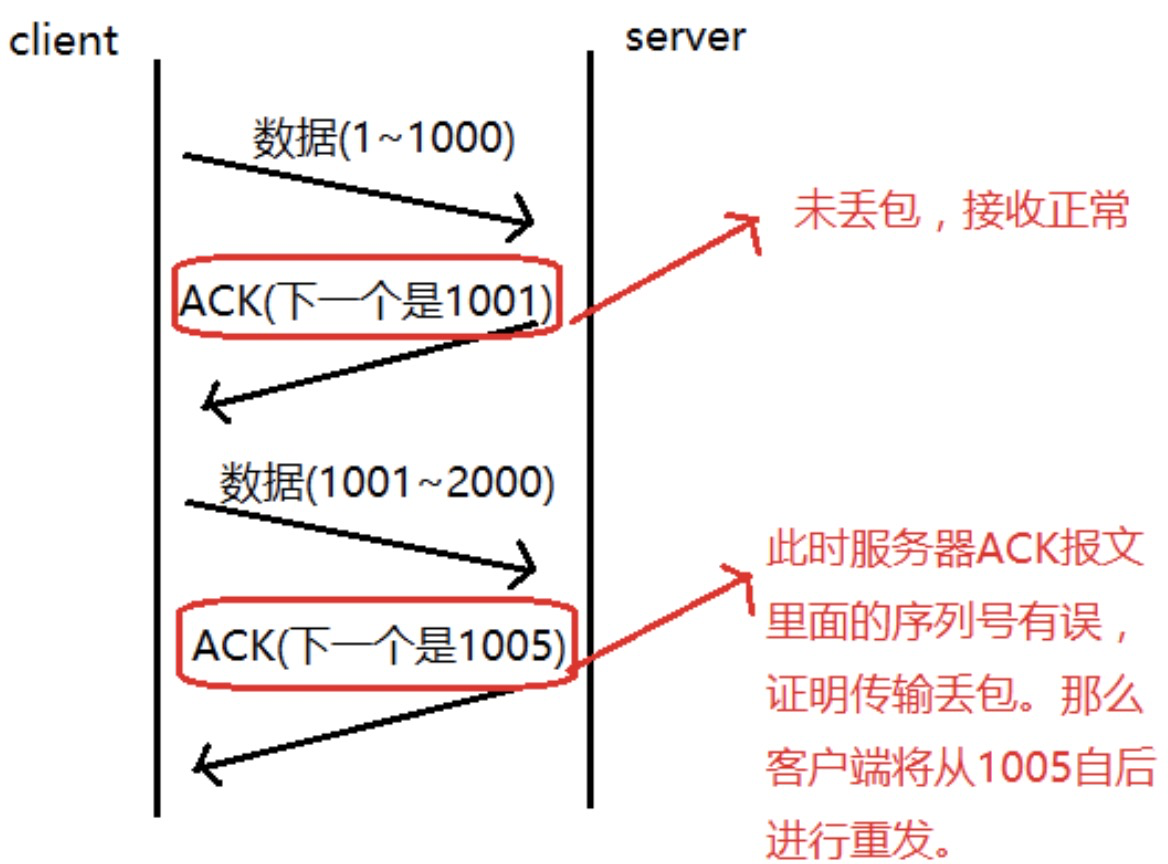 client
server
数据(1~1000)
未丢包，接收正常
ACK(下一个是1001)
数据(1001~2000)
此时服务器ACK报文
里面的序列号有误，
证明传输丢包。那么
客户端将从1005自后
进行重发。
ACK(下一个是1005)